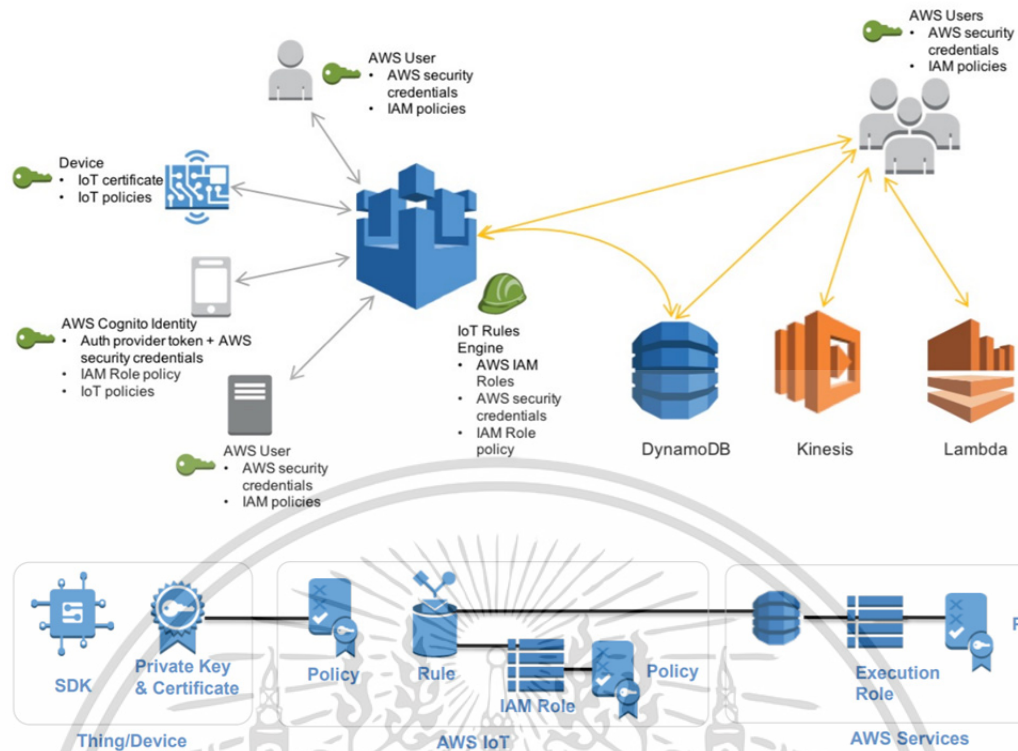 AWS User
• AWS security
credentials
• IAM policies
AWS Users
• AWS security
credentials
• IAM policies
Device
• IoT certificate
• IoT policies
AWS Cognito Identity
• Auth provider token + AWS
security credentials
• IAM Role policy
• IoT policies
AWS User
• AWS security
credentials
• IAM policies
IoT Rules
Engine
• AWS IAM
Roles
• AWS security
credentials
• IAM Role
policy
DynamoDB
Kinesis
Lambda
SDK
Private Key
& Certificate
Thing/Device
Policy
Rule
IAM Role
Policy
AWS IoT
Execution
Role
AWS Services